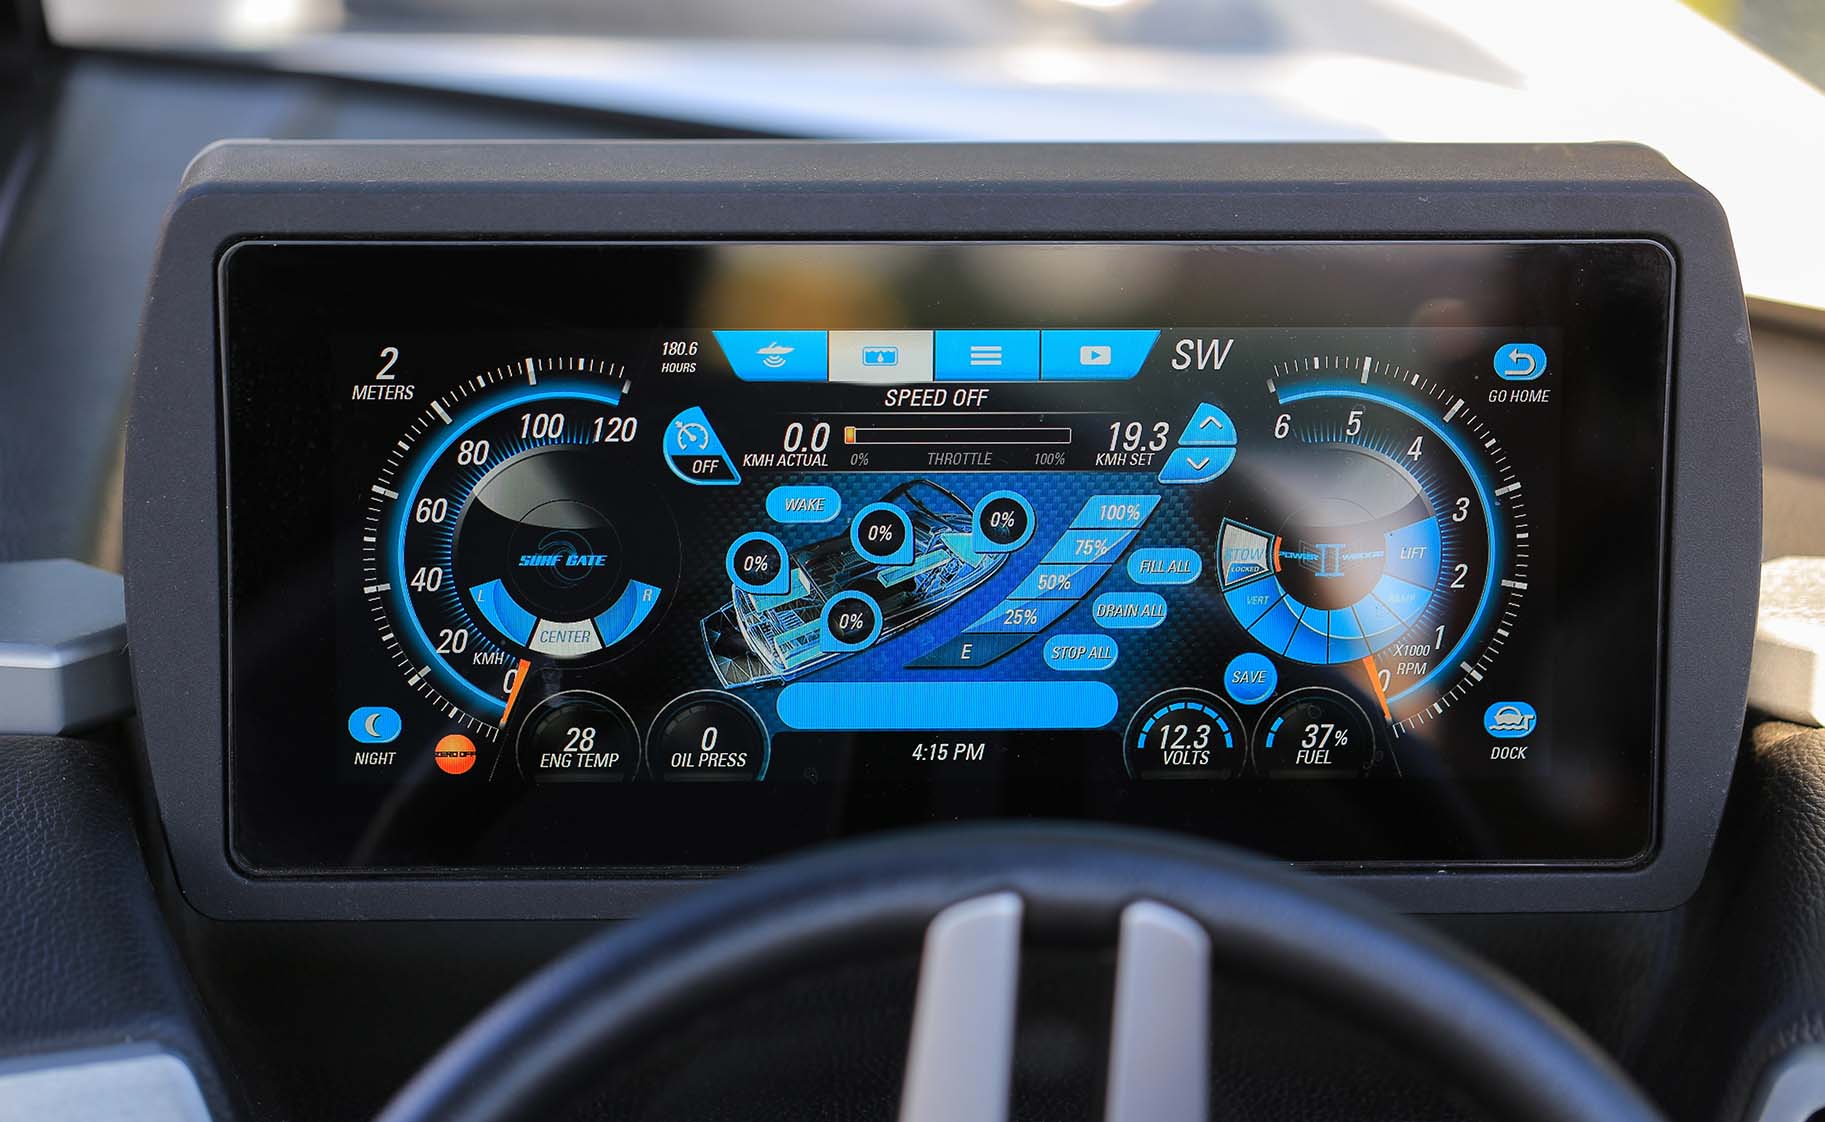 2
METERS
180.6
HOURS
SW
GO HOME
SPEED OFF
OFF
0.0
KMH ACTUAL
0%
THROTTLE
100%
19.3
KMH SET
120
100
80
60
40
20
0
KMH
SURF GATE
L
CENTER
R
WAKE
0%
0%
0%
0%
100%
75%
50%
25%
E
FILL ALL
DRAIN ALL
STOP ALL
6
5
4
3
2
1
0
X1000
RPM
STOW
LOCKED
POWER II WEDGE
LIFT
VERT
SAVE
NIGHT
ZERO OFF
28
ENG TEMP
0
OIL PRESS
4:15 PM
12.3
VOLTS
37%
FUEL
DOCK